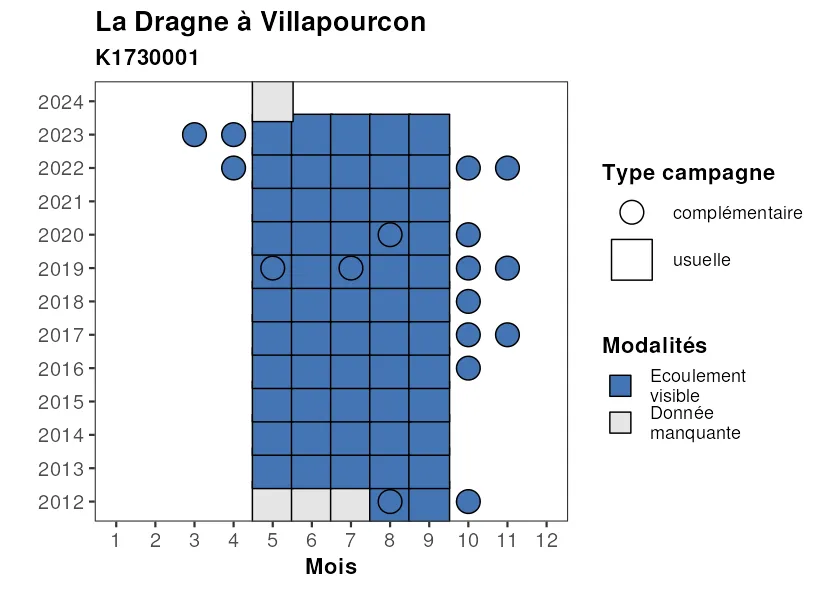 La Dragne à Villapourcon
K1730001
2024
2023
2022
2021
2020
2019
2018
2017
2016
2015
2014
2013
2012
1 2 3 4 5 6 7 8 9 10 11 12
Mois
Type campagne
complémentaire
usuelle
Modalités
Ecoulement
visible
Donnée
manquante